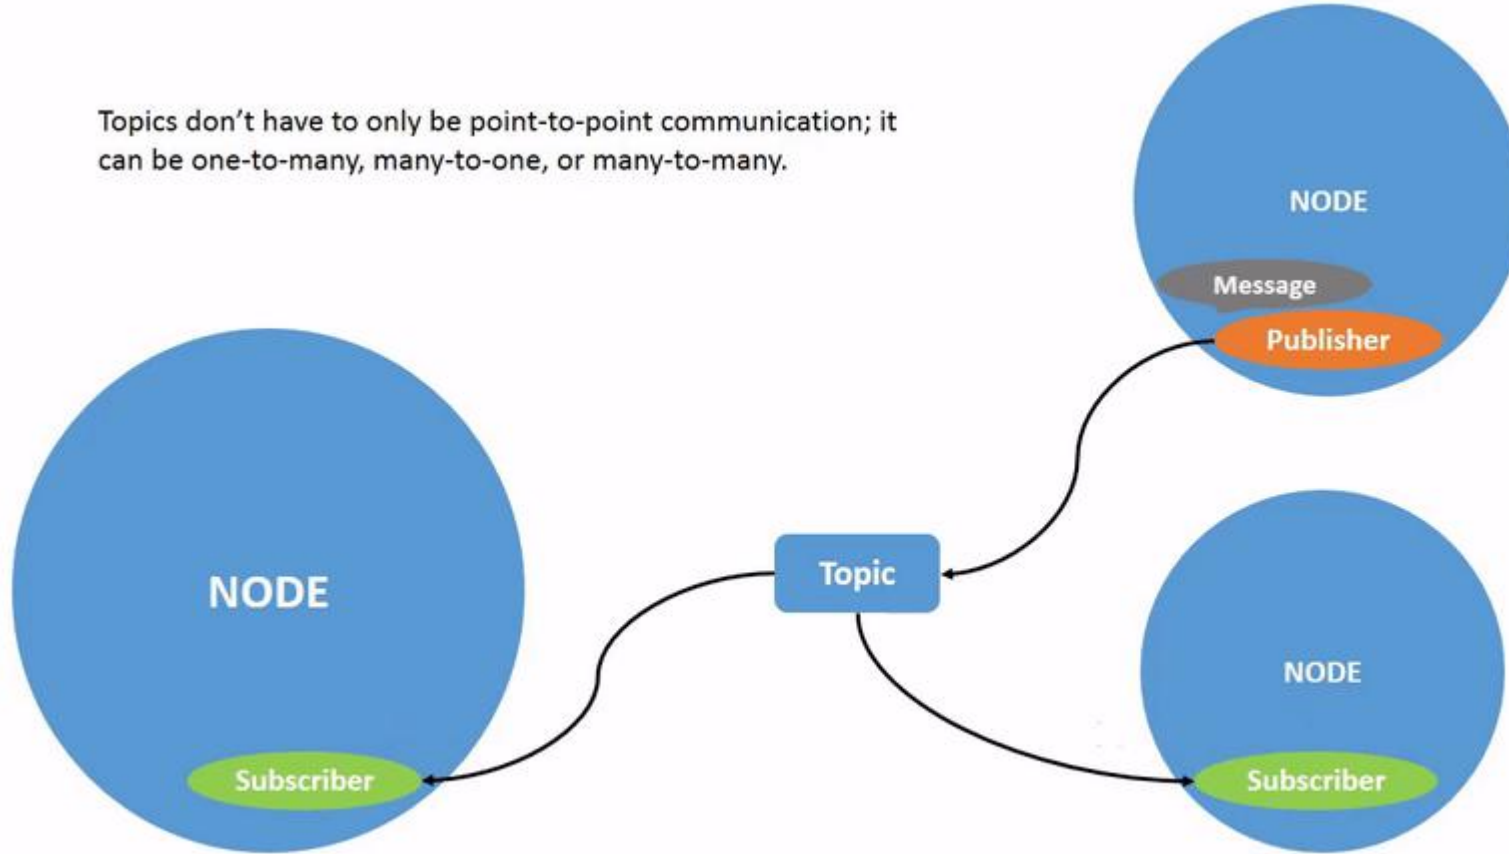 Topics don’t have to only be point-to-point communication; it
can be one-to-many, many-to-one, or many-to-many.
NODE
Message
Publisher
Topic
NODE
NODE
Subscriber
Subscriber